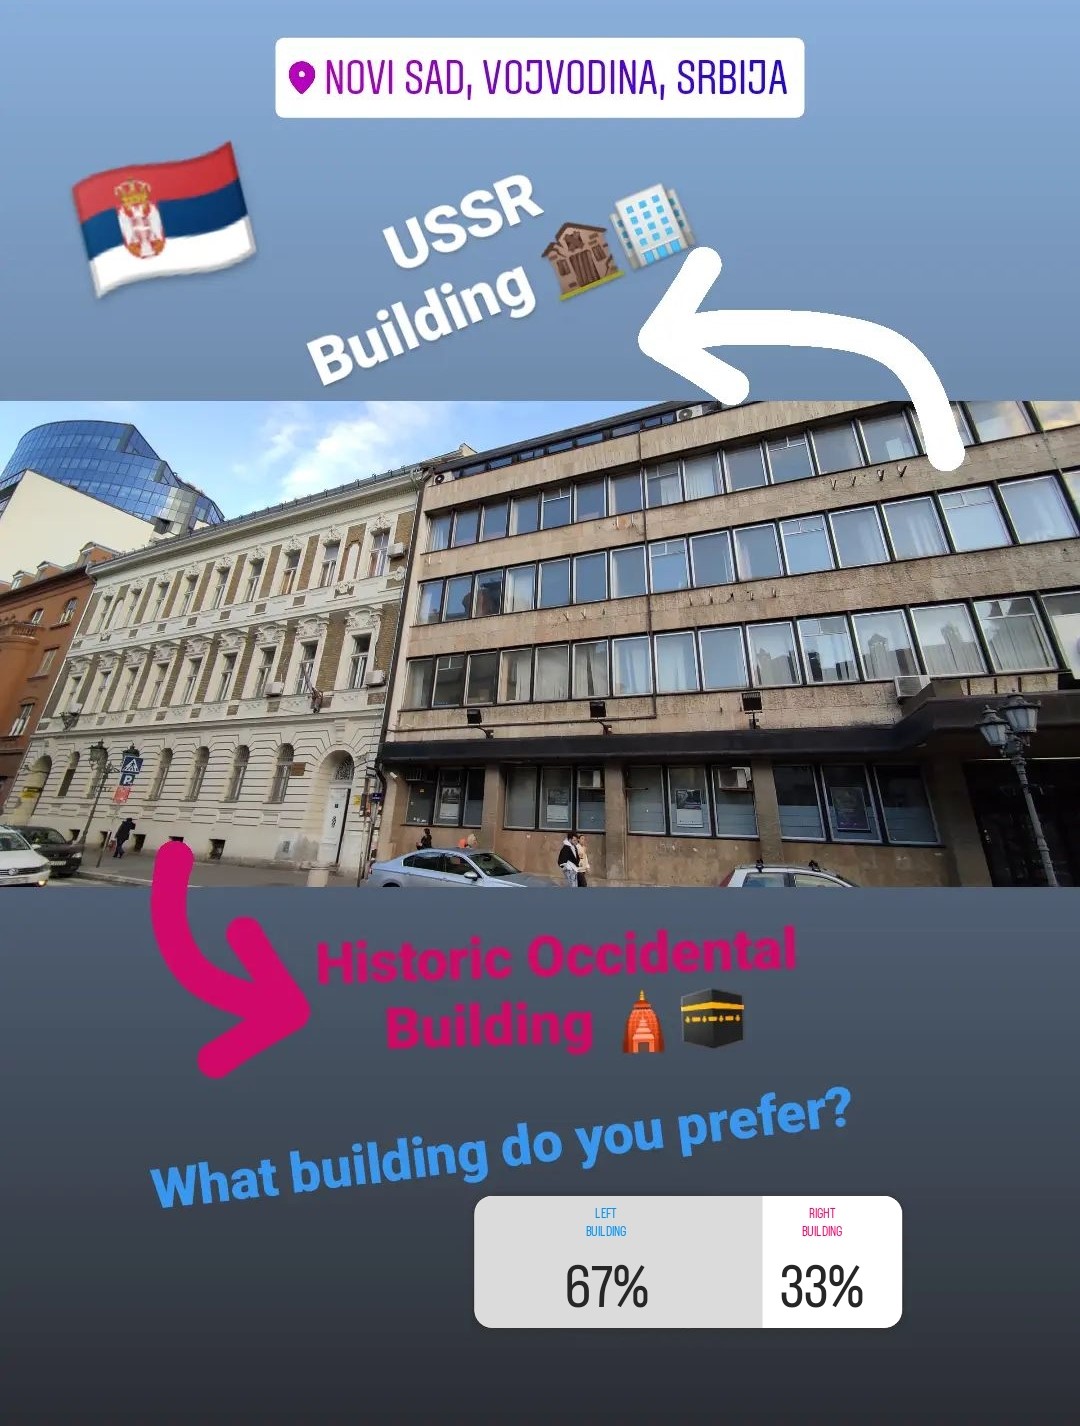 NOVI SAD, VOJVODINA, SRBIJA
USSR
Building
P
Historic Occidental
Building
What building do you prefer?
LEFT
BUILDING
RIGHT
BUILDING
67%
33%